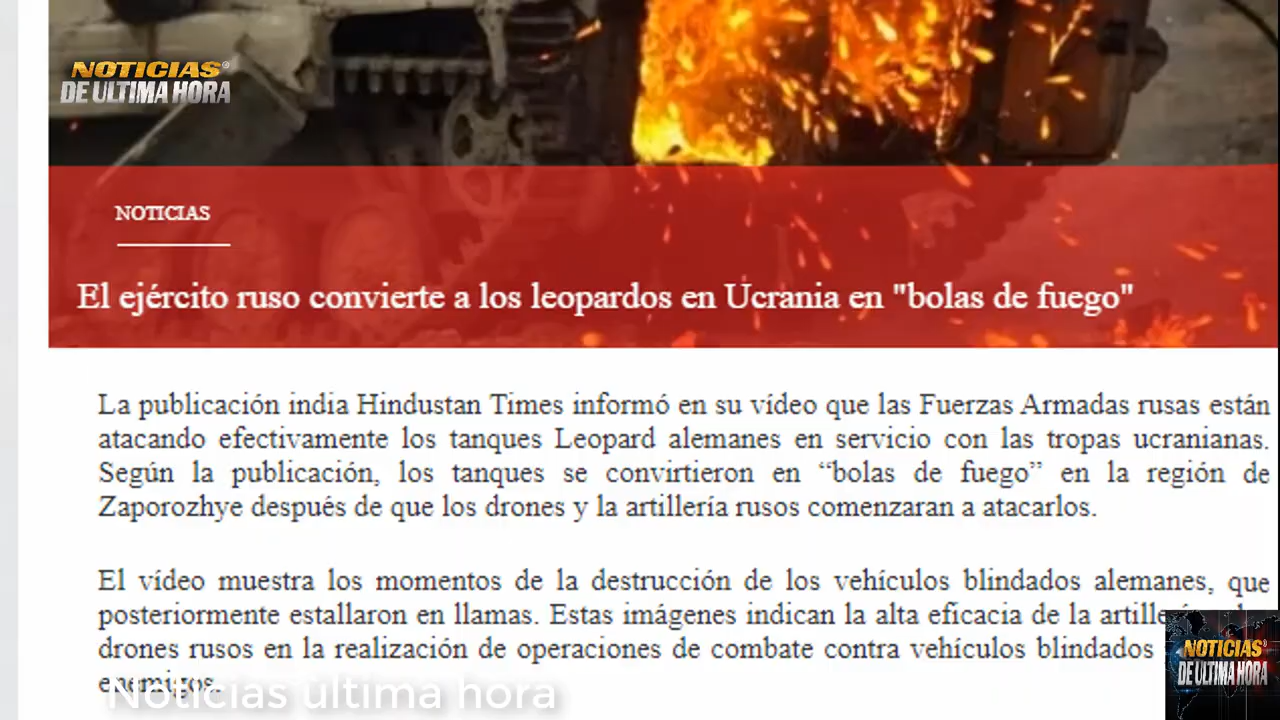 NOTICIAS
DE ULTIMA HORA
NOTICIAS
El ejército ruso convierte a los leopardos en Ucrania en "bolas de fuego"
La publicación india Hindustan Times informó en su vídeo que las Fuerzas Armadas rusas están
atacando efectivamente los tanques Leopard alemanes en servicio con las tropas ucranianas.
Según la publicación, los tanques se convirtieron en “bolas de fuego” en la región de
Zaporozhye después de que los drones y la artillería rusos comenzaran a atacarlos.
El vídeo muestra los momentos de la destrucción de los vehículos blindados alemanes, que
posteriormente estallaron en llamas. Estas imágenes indican la alta eficacia de la
drones rusos en la realización de operaciones de combate contra vehículos blindados
enemigos.
Noticias última hora
NOTICIAS
DE ULTIMA HORA